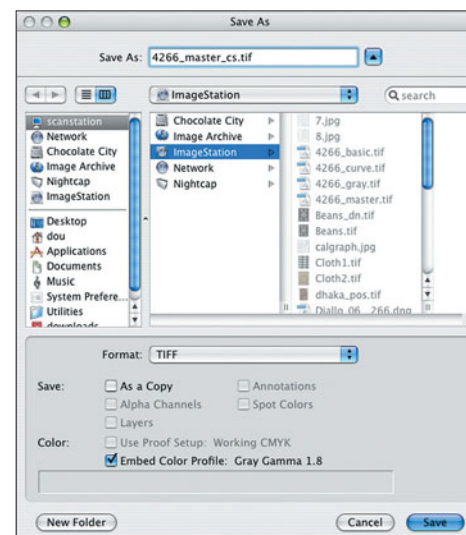 Save As
Save As: 4266_master_cs.tif
ImageStation
search
scanstation
Network
Chocolate City
Image Archive
Nightcap
ImageStation
Desktop
dou
Applications
Documents
Music
System Prefere...
Utilities
downloads
Chocolate City
Image Archive
ImageStation
Network
Nightcap
7.jpg
8.jpg
4266_basic.tif
4266_curve.tif
4266_gray.tif
4266_master.tif
Beans_dn.tif
Beans.tif
calgraph.jpg
Cloth1.tif
Cloth2.tif
dhaka_pos.tif
Diallo_06__266.dng
Format: TIFF
Save: As a Copy Annotations
Alpha Channels Spot Colors
Layers
Color: Use Proof Setup: Working CMYK
Embed Color Profile: Gray Gamma 1.8
New Folder Cancel Save